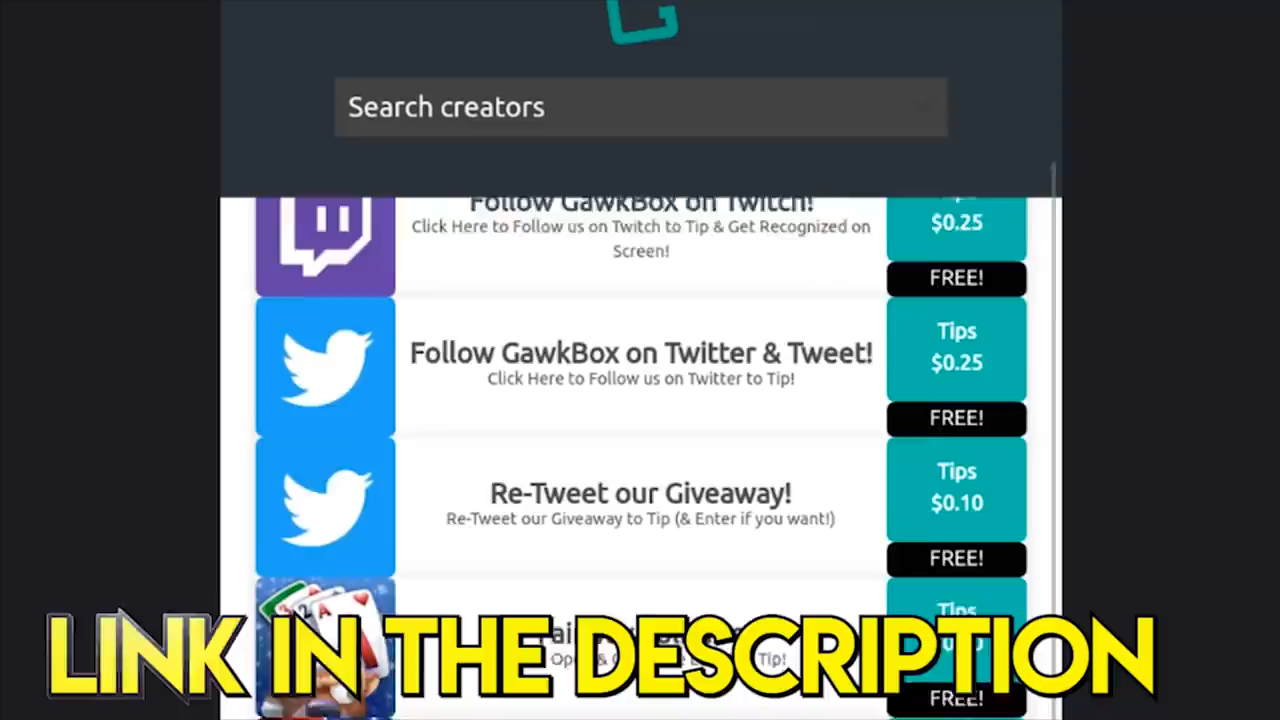 Search creators
Follow GawkBox on Twitch!
Click Here to Follow us on Twitch to Tip & Get Recognized on
Screen!
$0.25
FREE!
Follow GawkBox on Twitter & Tweet!
Click Here to Follow us on Twitter to Tip!
Tips
$0.25
FREE!
Re-Tweet our Giveaway!
Re-Tweet our Giveaway to Tip (& Enter if you want!)
Tips
$0.10
FREE!
Tips
Tip!
FREE!
LINK IN THE DESCRIPTION